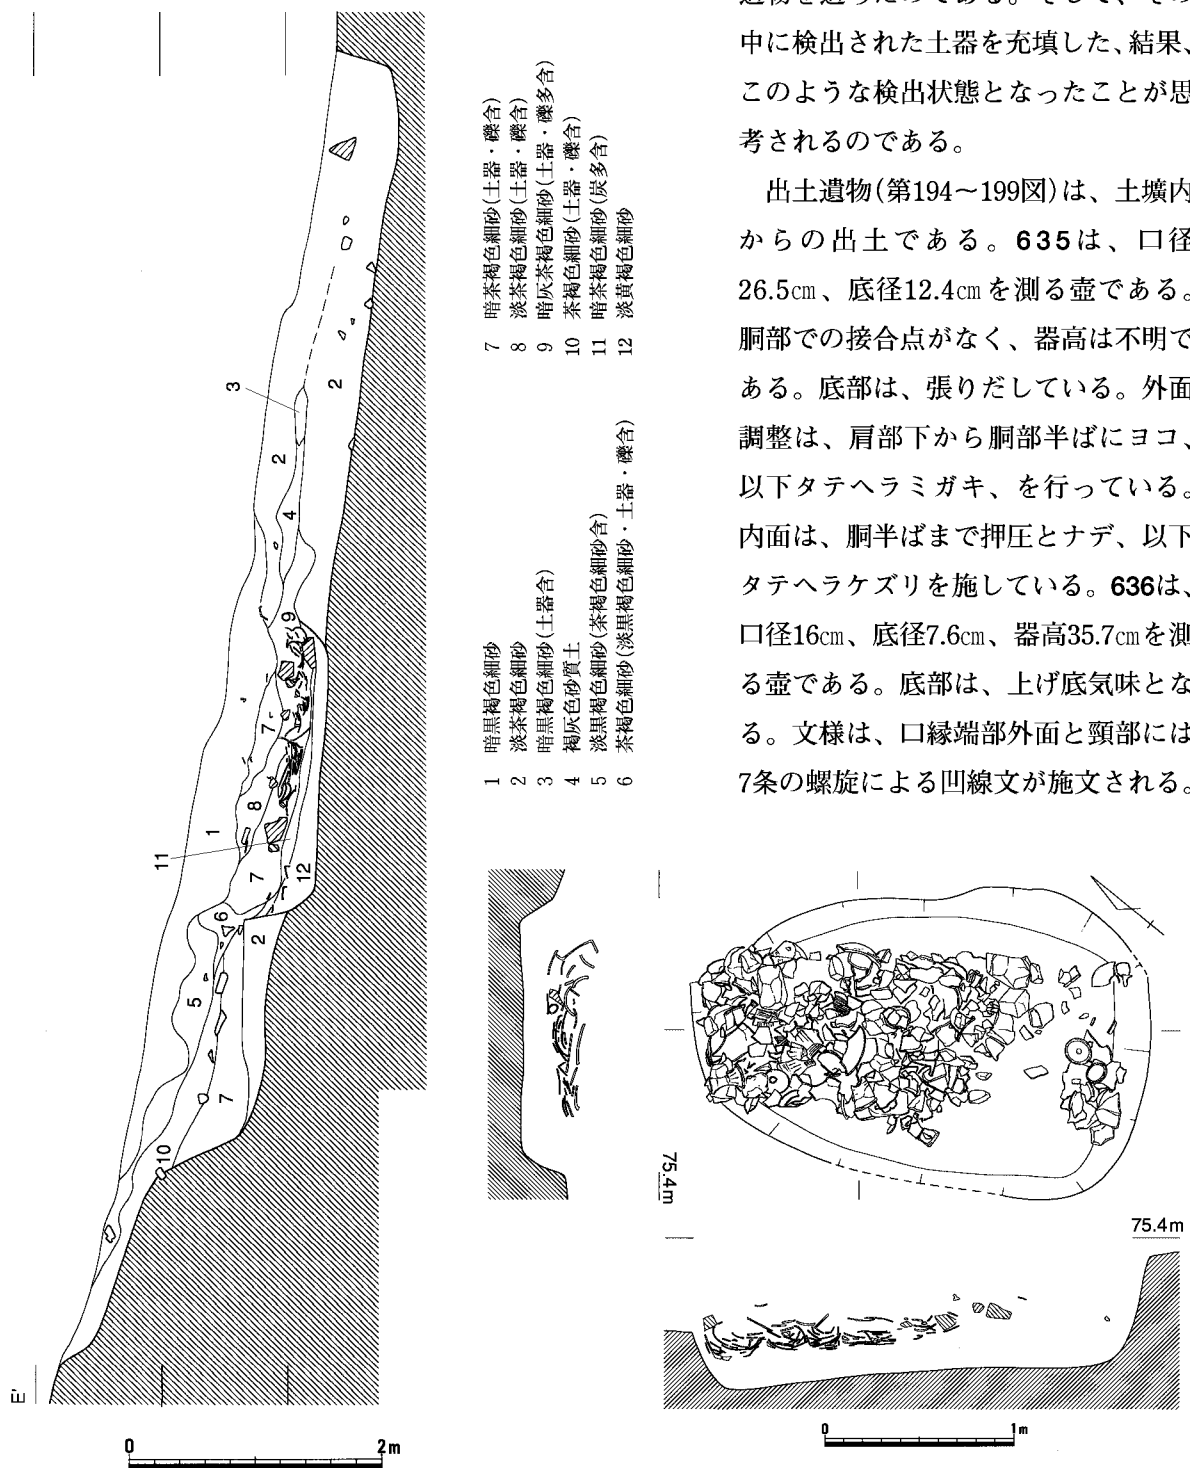 中に検出された土器を充填した、結果、
このような検出状態となったことが思
考されるのである。
出土遺物(第194～199図)は、土壙内
からの出土である。635は、口径
26.5㎝、底径12.4㎝を測る壺である。
胴部での接合点がなく、器高は不明で
ある。底部は、張りだしている。外面
調整は、肩部下から胴部半ばにヨコ、
以下タテヘラミガキ、を行っている。
内面は、胴半ばまで押圧とナデ、以下
タテヘラケズリを施している。636は、
口径16㎝、底径7.6㎝、器高35.7㎝を測
る壺である。底部は、上げ底気味とな
る。文様は、口縁端部外面と頸部には
7条の螺旋による凹線文が施文される。
1 暗黒褐色細砂
2 淡茶褐色細砂
3 暗黒褐色細砂(土器含)
4 褐灰色砂質土
5 淡黒褐色細砂(茶褐色細砂含)
6 茶褐色細砂(淡黒褐色細砂・土器・礫含)
7 暗茶褐色細砂(土器・礫含)
8 淡茶褐色細砂(土器・礫含)
9 暗灰茶褐色細砂(土器・礫多含)
10 茶褐色細砂(土器・礫含)
11 暗茶褐色細砂(炭多含)
12 淡黄褐色細砂
3
2
2
4
9
7
8
1
11
7
12
6
2
5
7
10
E'
0 2m
75.4m
75.4m
0 1m